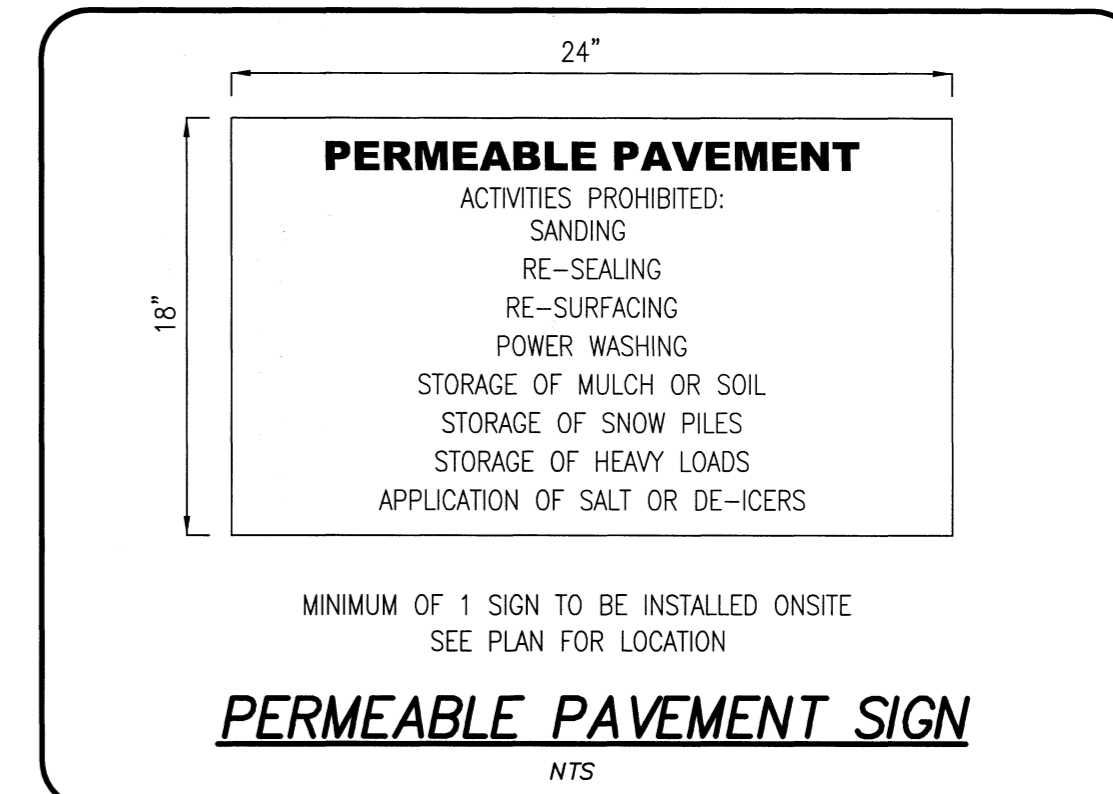 24"
18"
PERMEABLE PAVEMENT
ACTIVITIES PROHIBITED:
SANDING
RE-SEALING
RE-SURFACING
POWER WASHING
STORAGE OF MULCH OR SOIL
STORAGE OF SNOW PILES
STORAGE OF HEAVY LOADS
APPLICATION OF SALT OR DE-ICERS
MINIMUM OF 1 SIGN TO BE INSTALLED ONSITE
SEE PLAN FOR LOCATION
PERMEABLE PAVEMENT SIGN
NTS